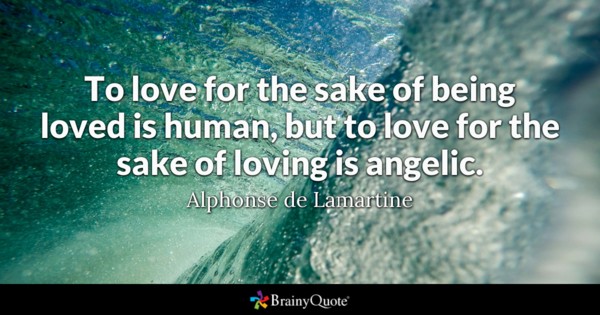 To love for the sake of being
loved is human, but to love for the
sake of loving is angelic.
Alphonse de Lamartine
BrainyQuote®